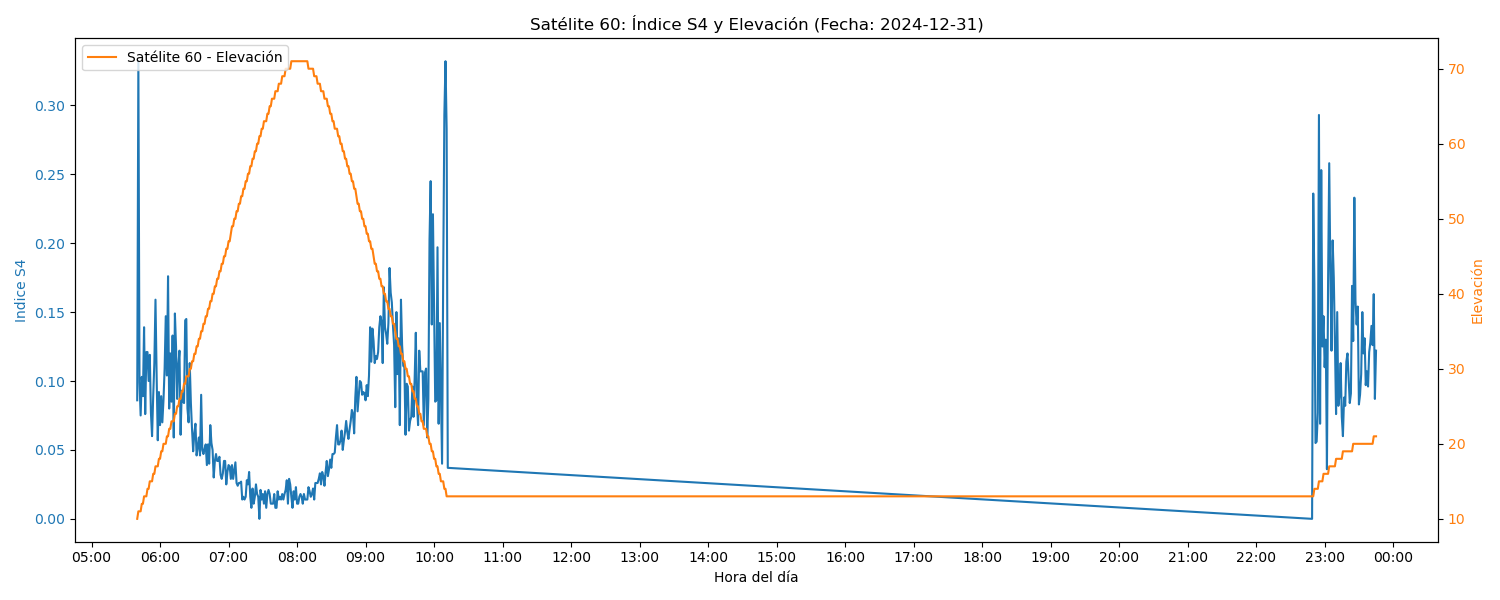 Satélite 60: Índice S4 y Elevación (Fecha: 2024-12-31)
Satélite 60 - Elevación
0.30
0.25
0.20
0.15
0.10
0.05
0.00
Indice S4
70
60
50
40
30
20
10
Elevación
05:00 06:00 07:00 08:00 09:00 10:00 11:00 12:00 13:00 14:00 15:00 16:00 17:00 18:00 19:00 20:00 21:00 22:00 23:00 00:00
Hora del día